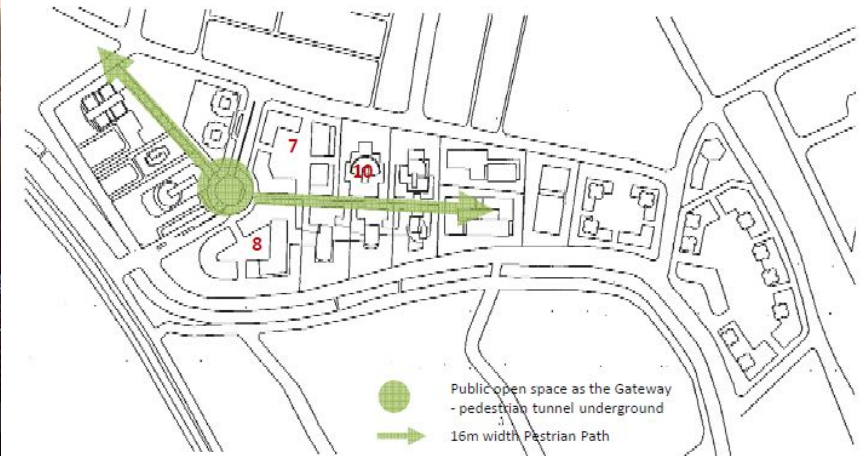 7
10
8
Public open space as the Gateway
- pedestrian tunnel underground
16m width Pestrian Path